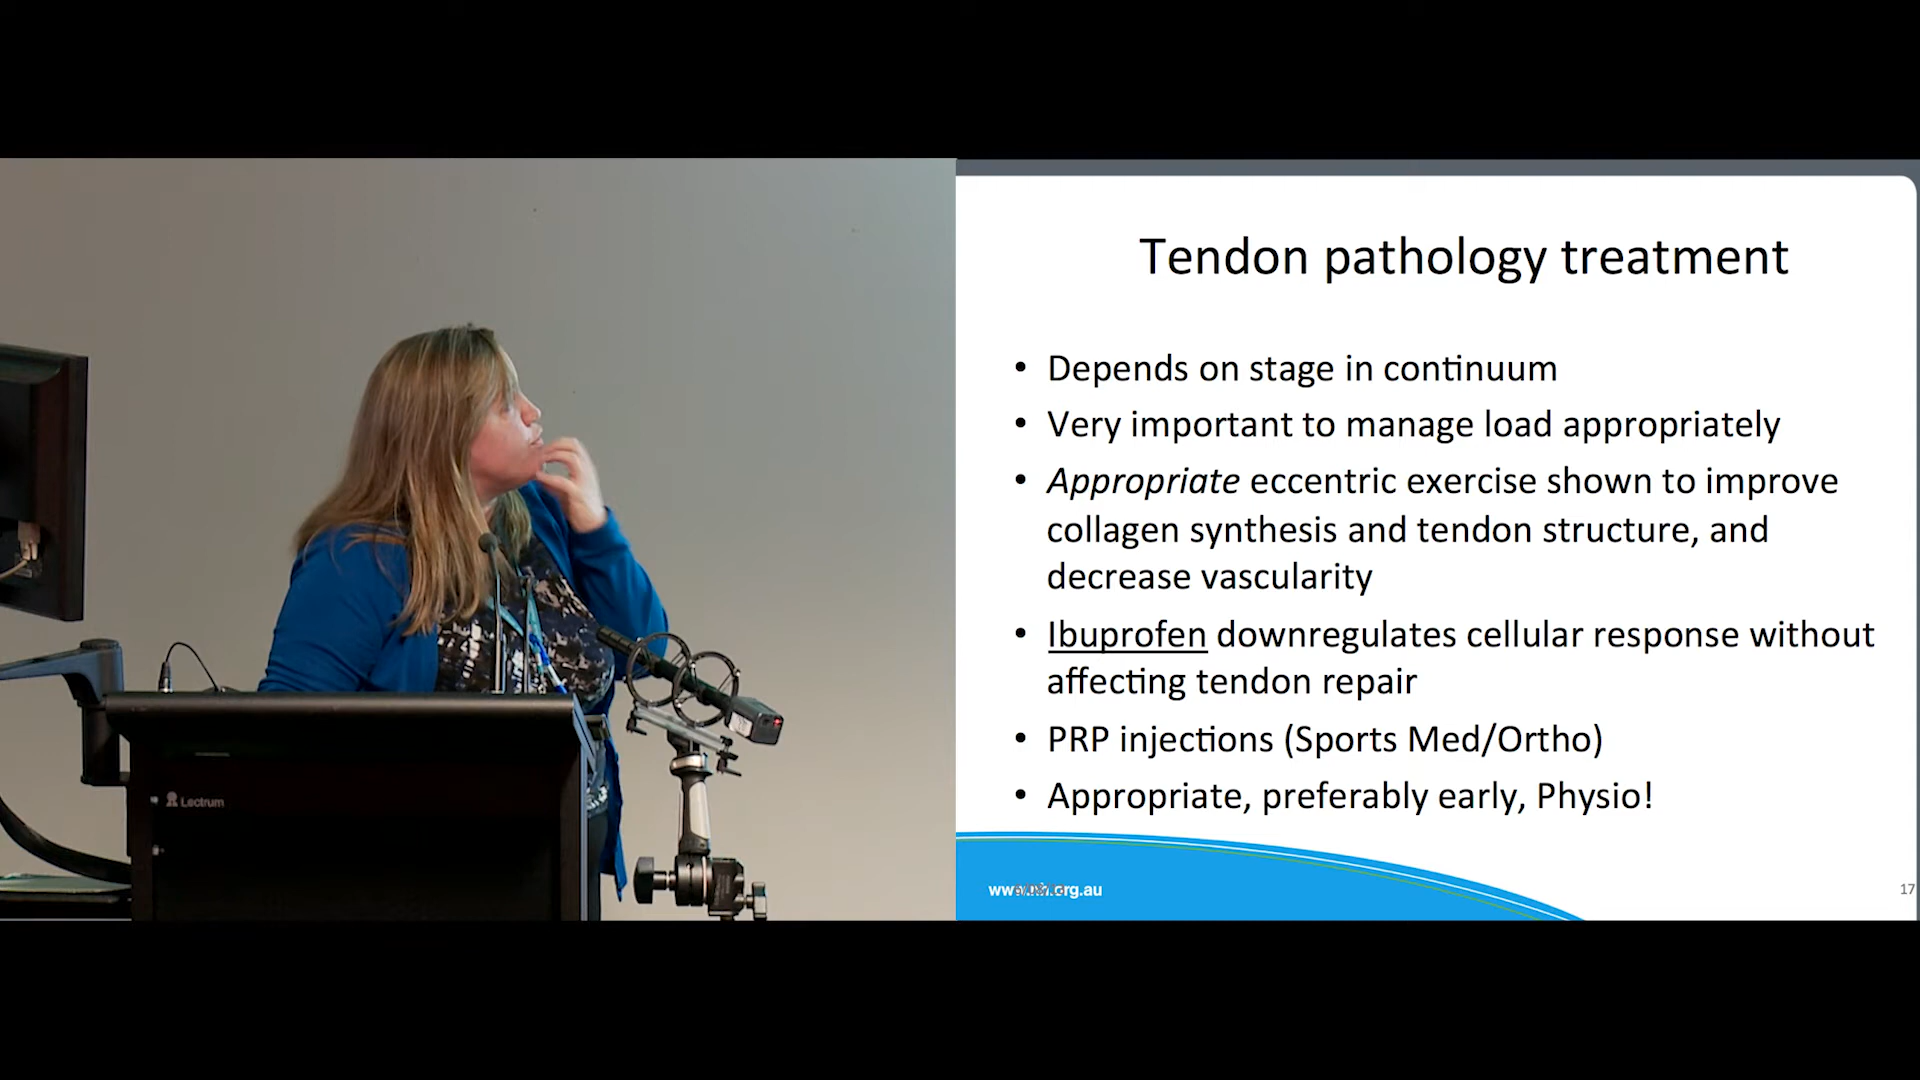 Tendon pathology treatment
• Depends on stage in continuum
• Very important to manage load appropriately
• Appropriate eccentric exercise shown to improve
collagen synthesis and tendon structure, and
decrease vascularity
• Ibuprofen downregulates cellular response without
affecting tendon repair
• PRP injections (Sports Med/Ortho)
• Appropriate, preferably early, Physio!
17
Lectrum